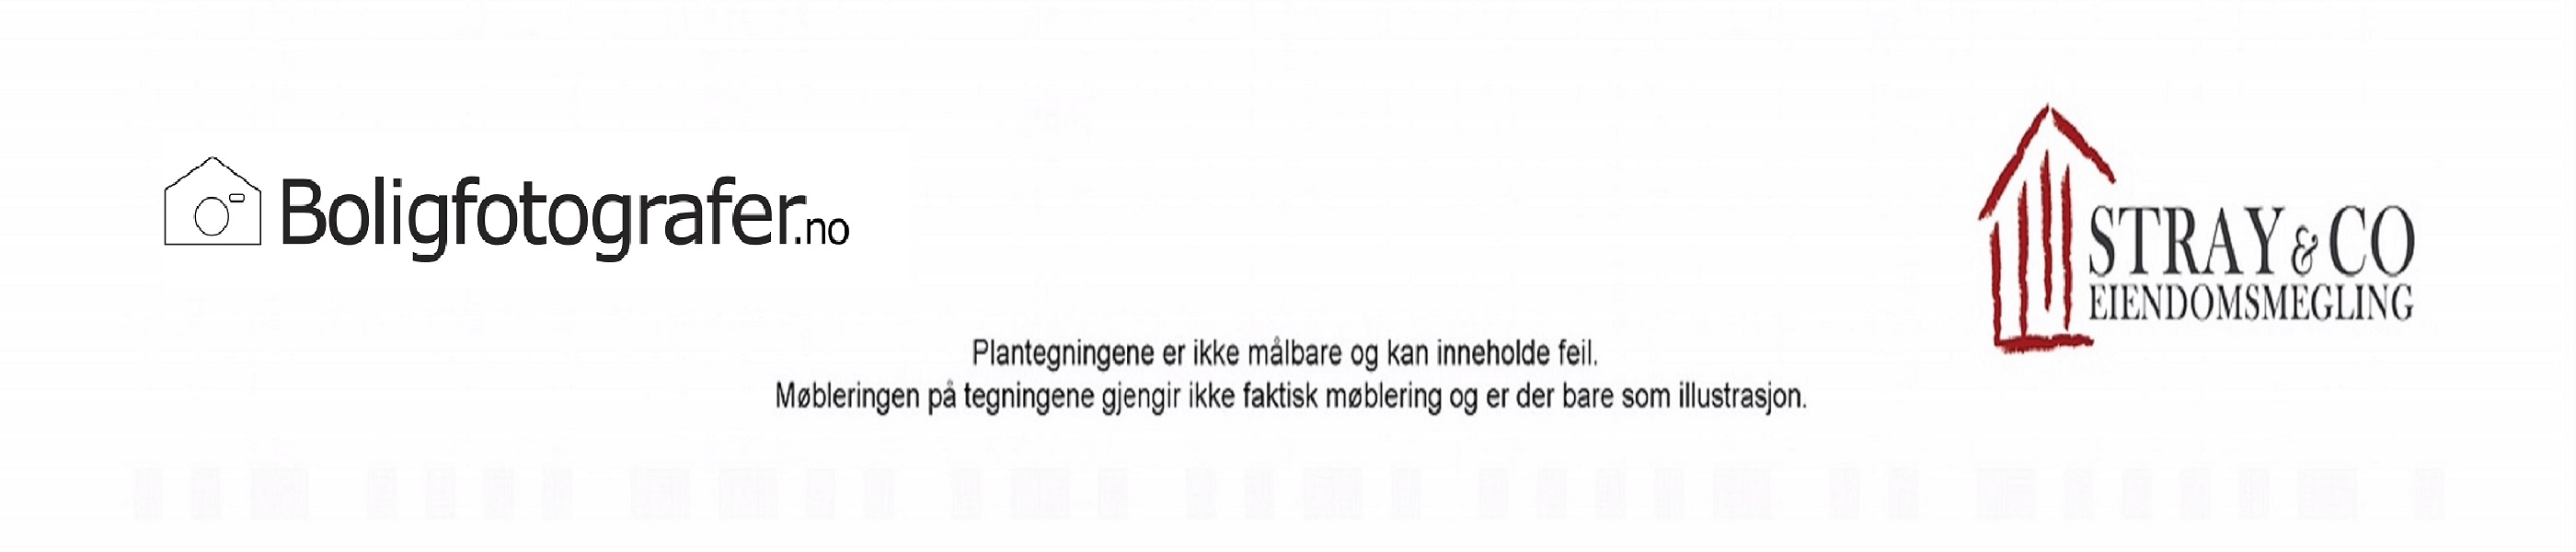 Boligfotografer.no
STRAY & CO
EIENDOMSMEGLING
Plantegningene er ikke målbare og kan inneholde feil.
Møbleringen på tegningene gjengir ikke faktisk møblering og er der bare som illustrasjon.